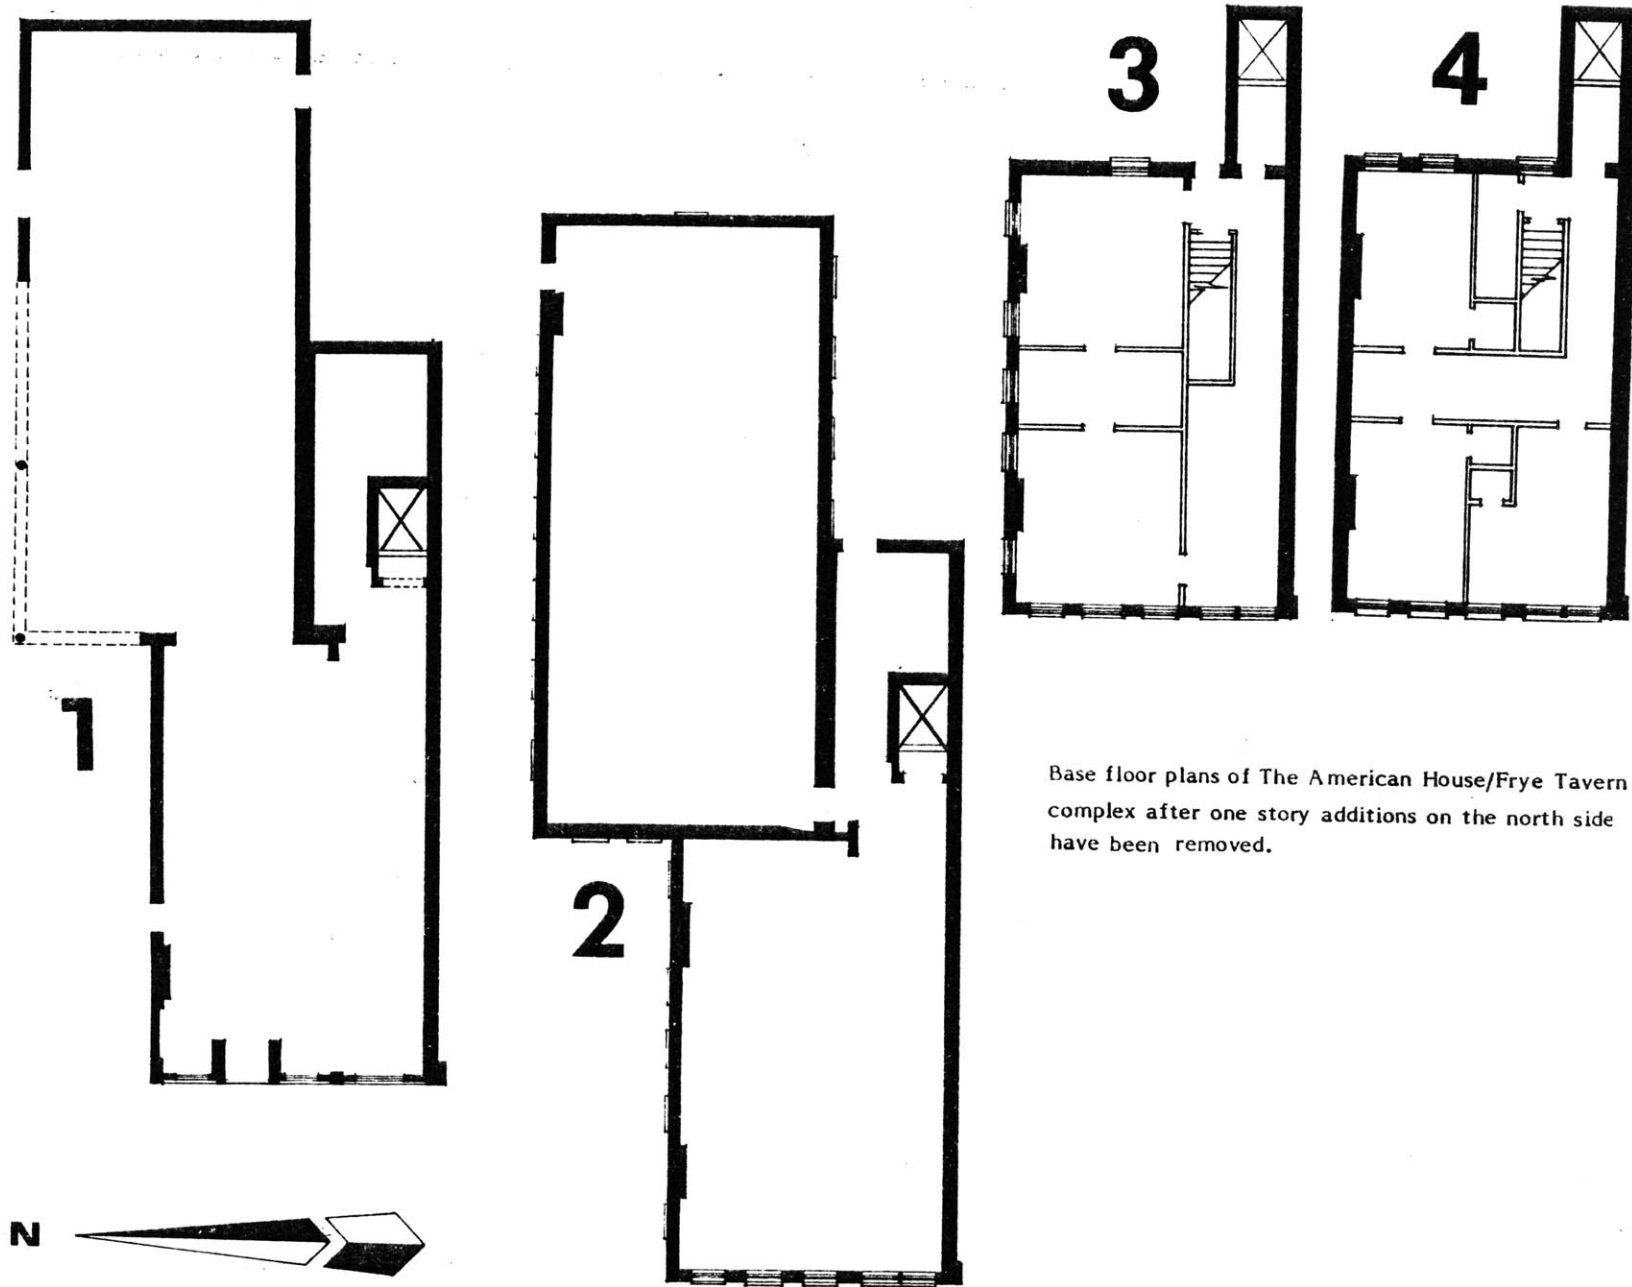 3
4
1
2
Base floor plans of The American House/Frye Tavern
complex after one story additions on the north side
have been removed.
N